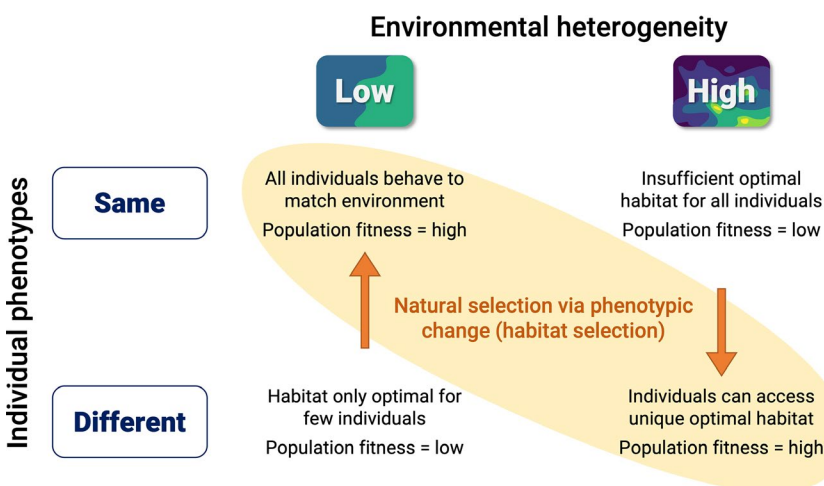 Environmental heterogeneity
Low
High
Individual phenotypes
Same
All individuals behave to
match environment
Population fitness = high
Insufficient optimal
habitat for all individuals
Population fitness = low
Natural selection via phenotypic
change (habitat selection)
Different
Habitat only optimal for
few individuals
Population fitness = low
Individuals can access
unique optimal habitat
Population fitness = high